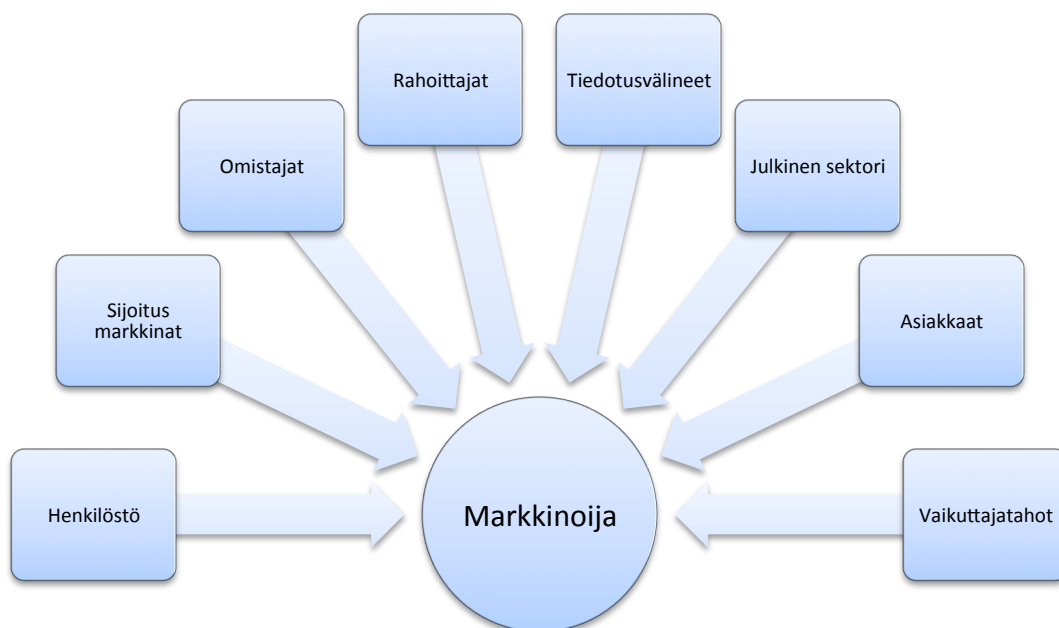 Rahoittajat
Tiedotusvälineet
Omistajat
Julkinen sektori
Sijoitus
markkinat
Asiakkaat
Henkilöstö
Markkinoija
Vaikuttajatahot